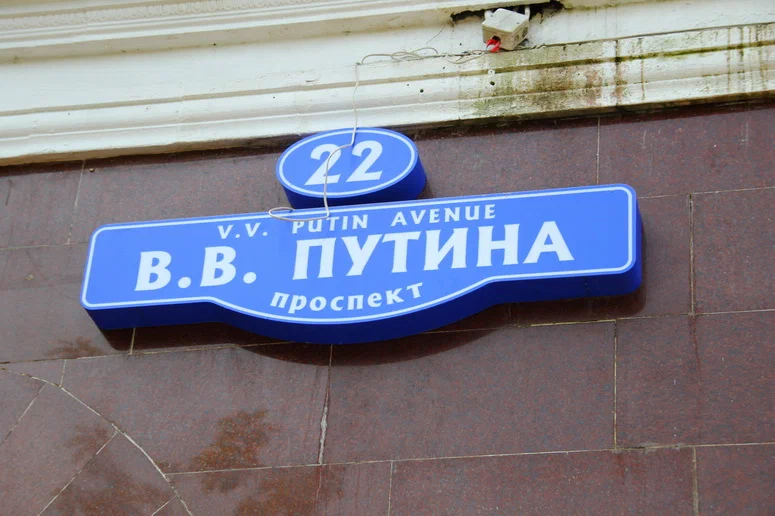 22
V.V. PUTIN AVENUE
В.В. ПУТИНА
проспект